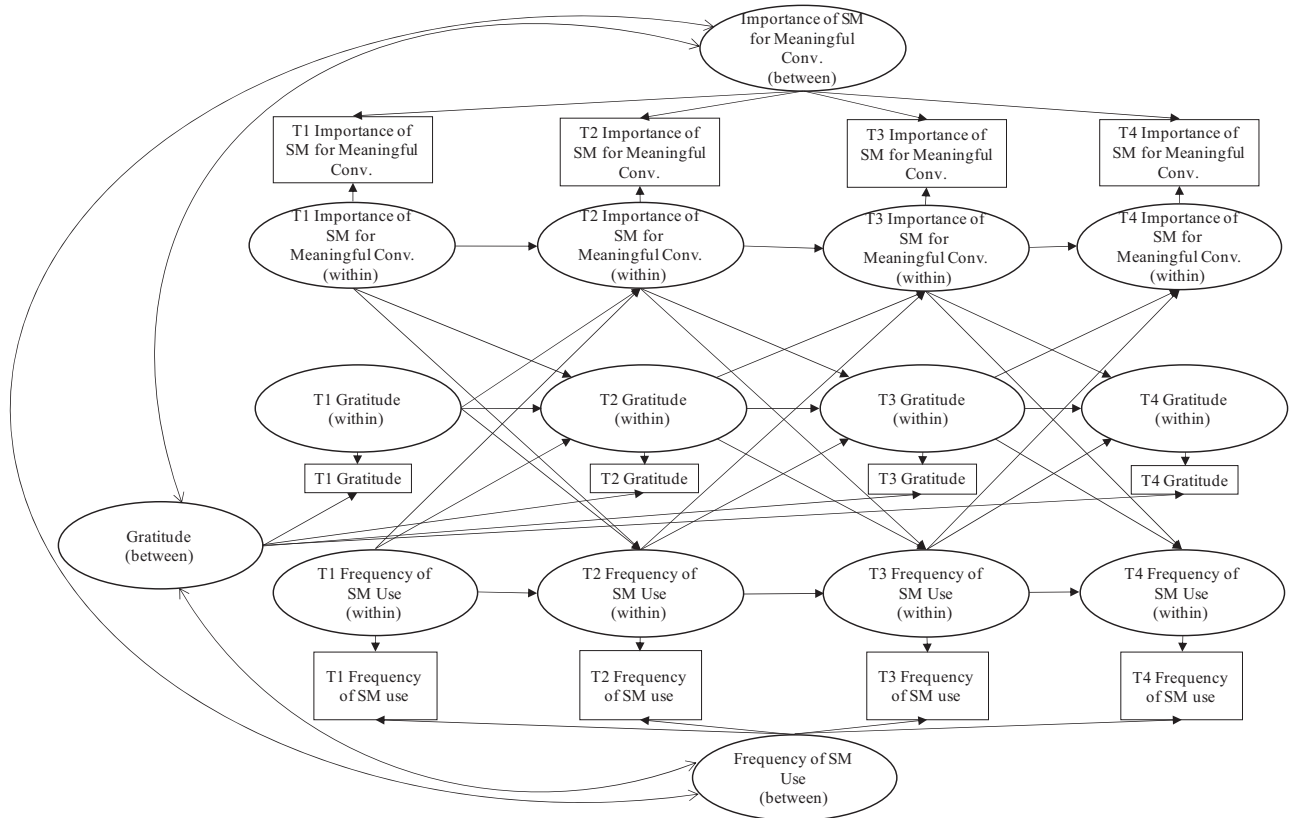 Importance of SM
for Meaningful
Conv.
(between)
T1 Importance of
SM for Meaningful
Conv.
T2 Importance of
SM for Meaningful
Conv.
T3 Importance of
SM for Meaningful
Conv.
T4 Importance of
SM for Meaningful
Conv.
T1 Importance of
SM for
Meaningful Conv.
(within)
T2 Importance of
SM for
Meaningful Conv.
(within)
T3 Importance of
SM for
Meaningful Conv.
(within)
T4 Importance of
SM for
Meaningful Conv.
(within)
T1 Gratitude
(within)
T2 Gratitude
(within)
T3 Gratitude
(within)
T4 Gratitude
(within)
T1 Gratitude
T2 Gratitude
T3 Gratitude
T4 Gratitude
Gratitude
(between)
T1 Frequency of
SM Use
(within)
T2 Frequency of
SM Use
(within)
T3 Frequency of
SM Use
(within)
T4 Frequency of
SM Use
(within)
T1 Frequency
of SM use
T2 Frequency
of SM use
T3 Frequency
of SM use
T4 Frequency
of SM use
Frequency of SM
Use
(between)